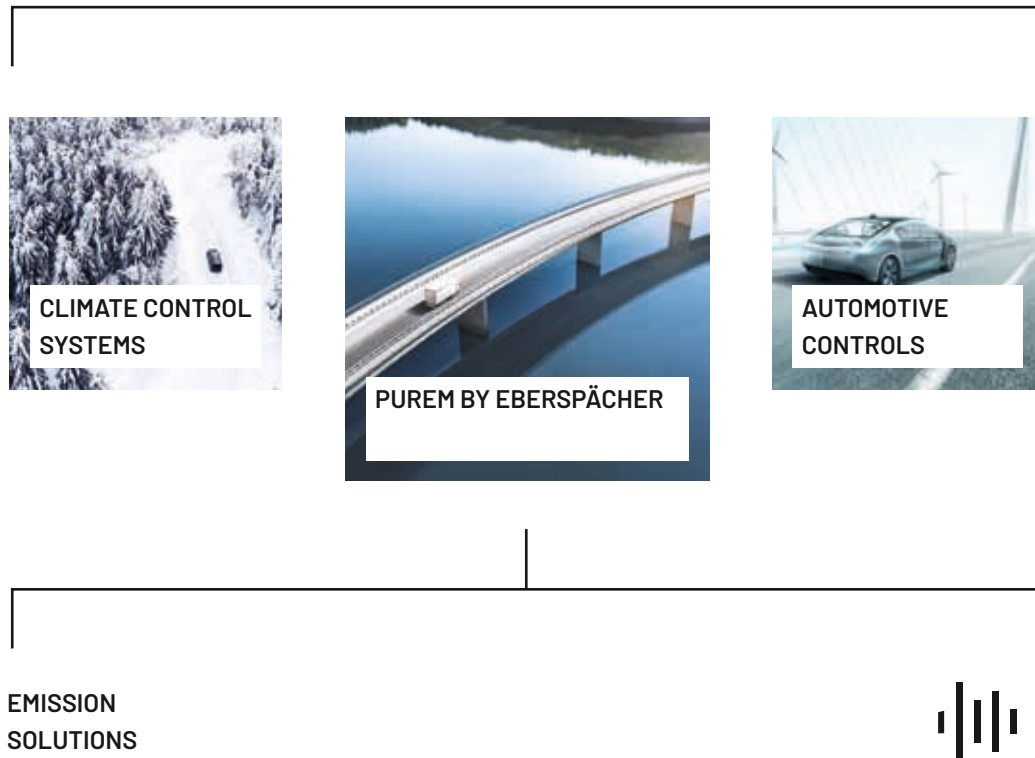 CLIMATE CONTROL
SYSTEMS
PUREM BY EBERSPÄCHER
AUTOMOTIVE
CONTROLS
EMISSION
SOLUTIONS